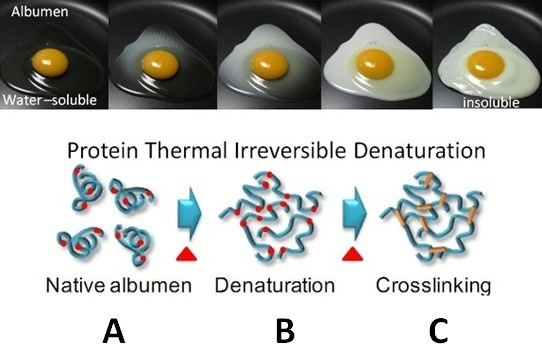 Albumen
Water-soluble
insoluble
Protein Thermal Irreversible Denaturation
Native albumen
Denaturation
Crosslinking
A
B
C